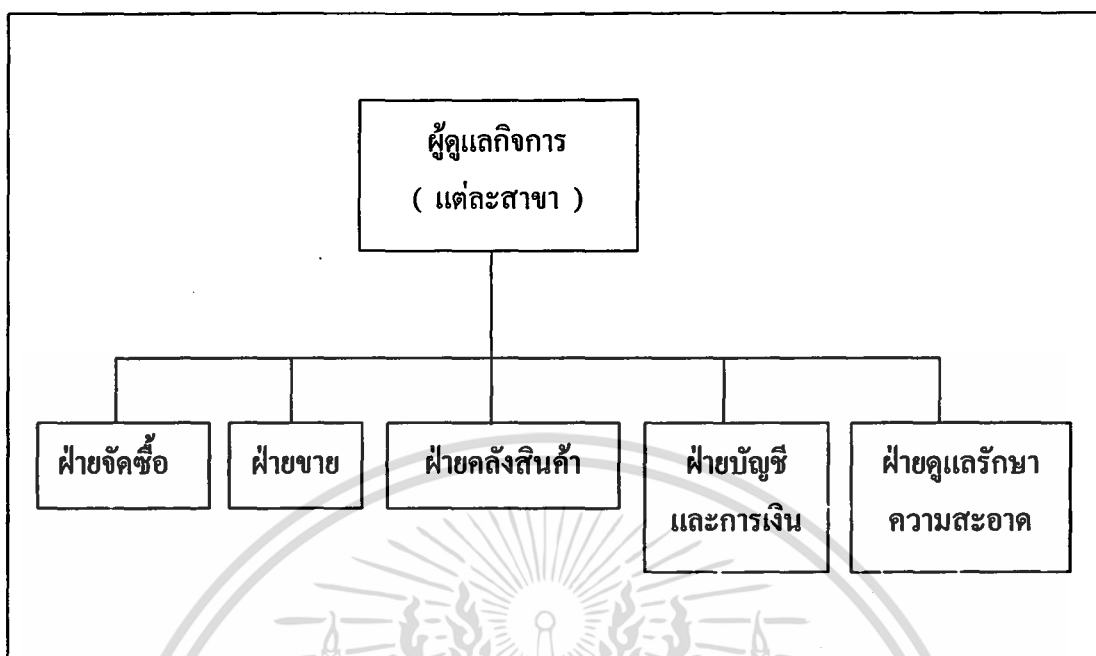 ผู้ดูแลกิจการ
( แต่ละสาขา )
ฝ่ายจัดซื้อ
ฝ่ายขาย
ฝ่ายคลังสินค้า
ฝ่ายบัญชี
และการเงิน
ฝ่ายดูแลรักษา
ความสะอาด